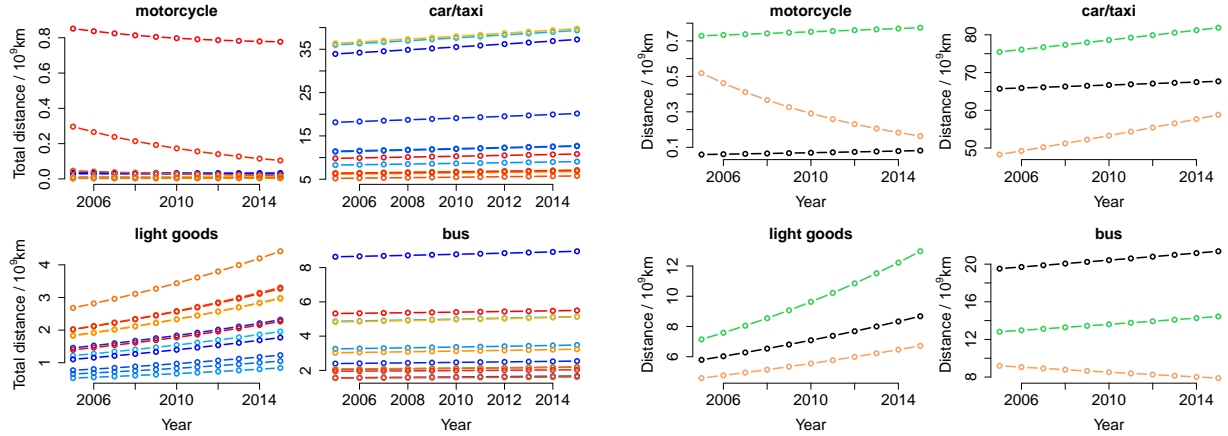 motorcycle
Total distance / 10⁹km
0.8
0.6
0.4
0.2
0.0
2006 2010 2014
car/taxi
35
25
15
5
2006 2010 2014
motorcycle
Distance / 10⁹km
0.7
0.5
0.3
0.1
2006 2010 2014
Year
car/taxi
Distance / 10⁹km
80
70
60
50
2006 2010 2014
Year
light goods
Total distance / 10⁹km
4
3
2
1
2006 2010 2014
Year
bus
8
6
4
2
2006 2010 2014
Year
light goods
Distance / 10⁹km
12
10
8
6
2006 2010 2014
Year
bus
Distance / 10⁹km
20
16
12
8
2006 2010 2014
Year